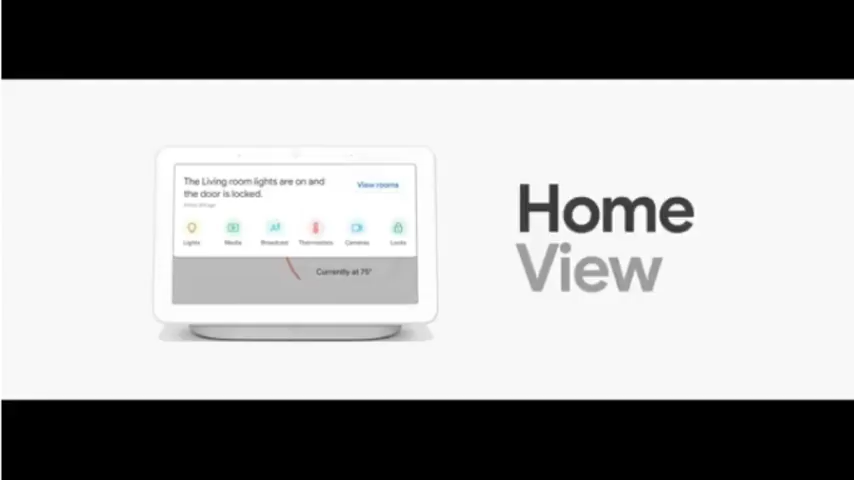 The Living room lights are on and
the door is locked.
View rooms
Lights
Media
Broadcast
Thermostats
Cameras
Locks
Currently at 75°
Home
View